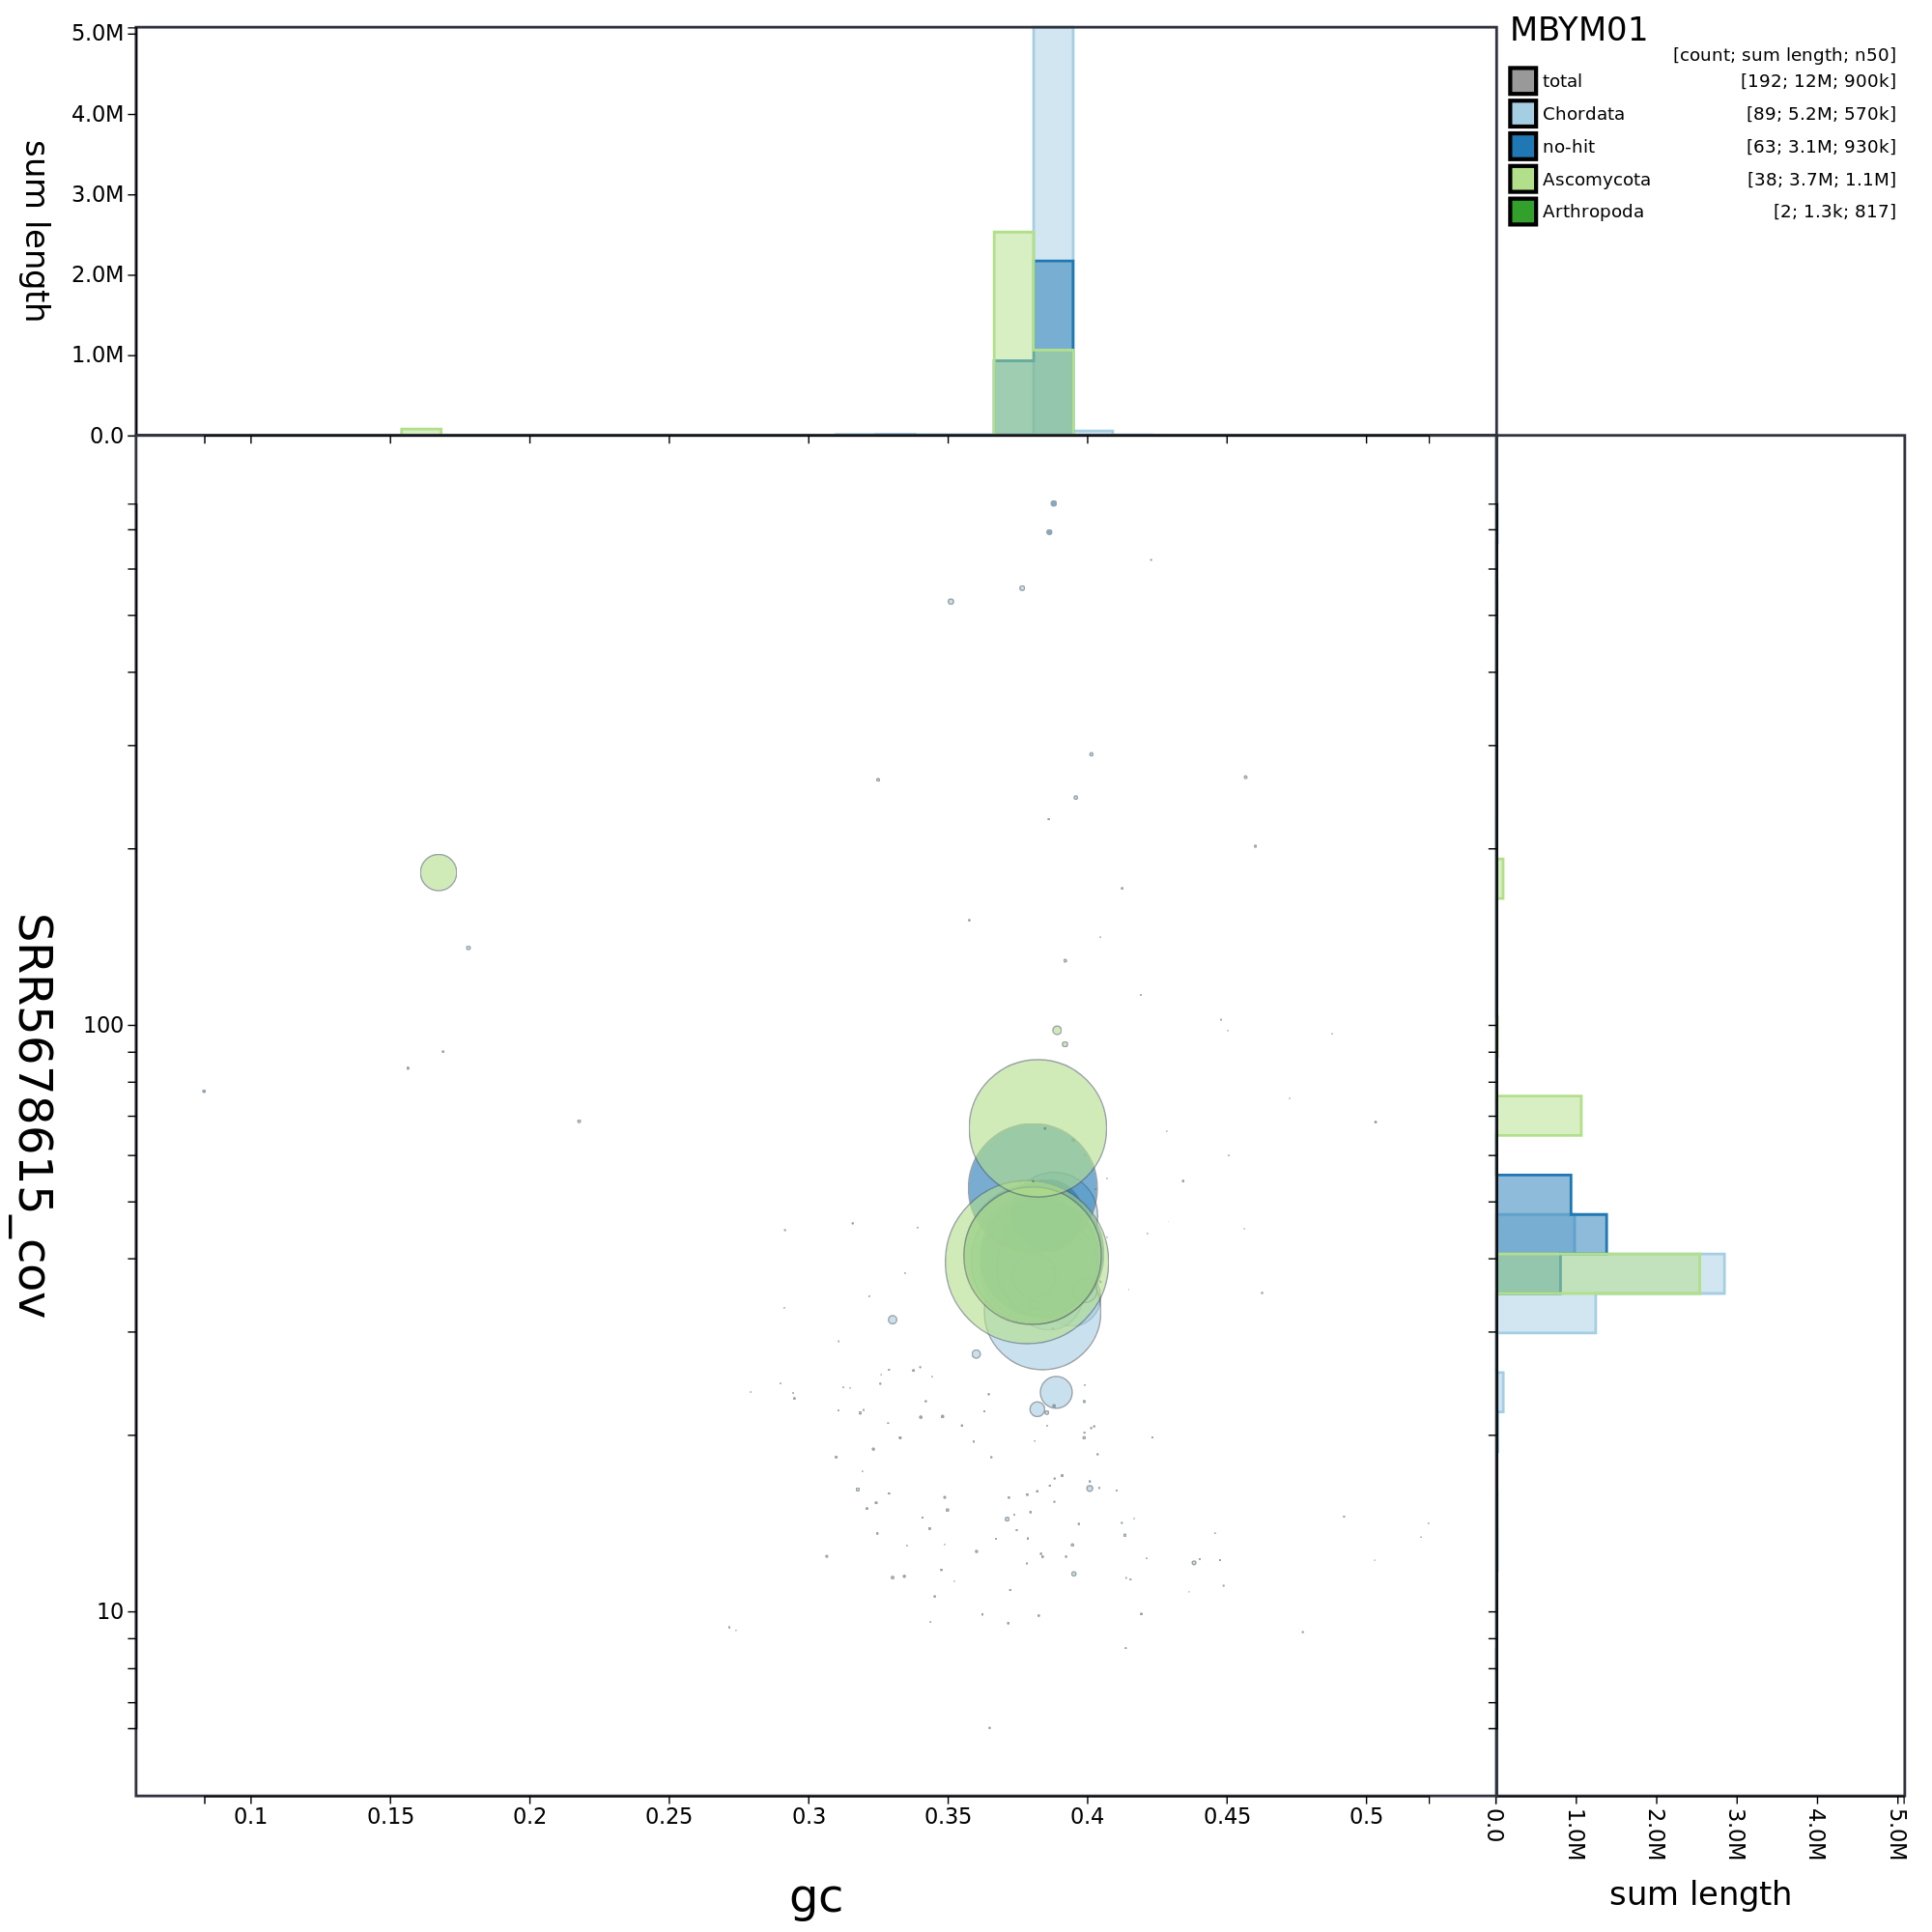 MBYM01
[count; sum length; n50]
total [192; 12M; 900k]
Chordata [89; 5.2M; 570k]
no-hit [63; 3.1M; 930k]
Ascomycota [38; 3.7M; 1.1M]
Arthropoda [2; 1.3k; 817]
5.0M
4.0M
3.0M
2.0M
1.0M
0.0
sum length
100
10
SRR5678615_cov
0.1 0.15 0.2 0.25 0.3 0.35 0.4 0.45 0.5
gc
0.0 1.0M 2.0M 3.0M 4.0M 5.0M
sum length